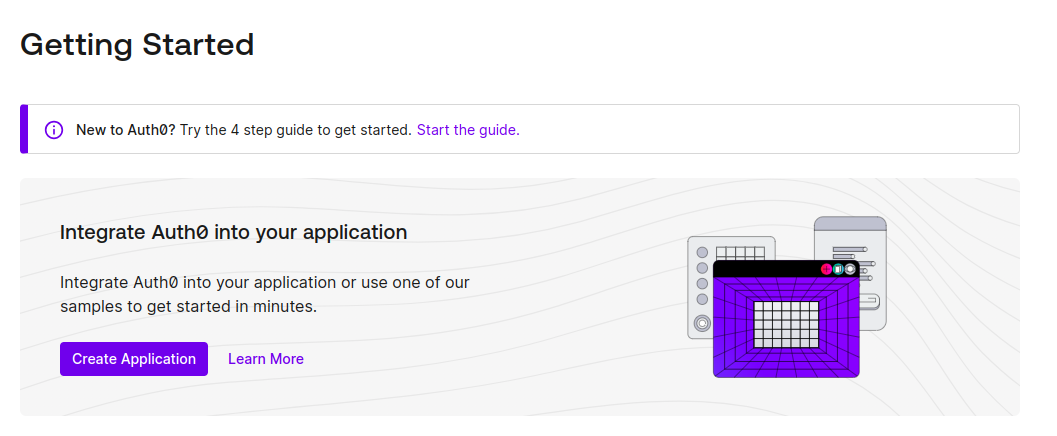 Getting Started
New to Auth0? Try the 4 step guide to get started. Start the guide.
Integrate Auth0 into your application
Integrate Auth0 into your application or use one of our
samples to get started in minutes.
Create Application Learn More